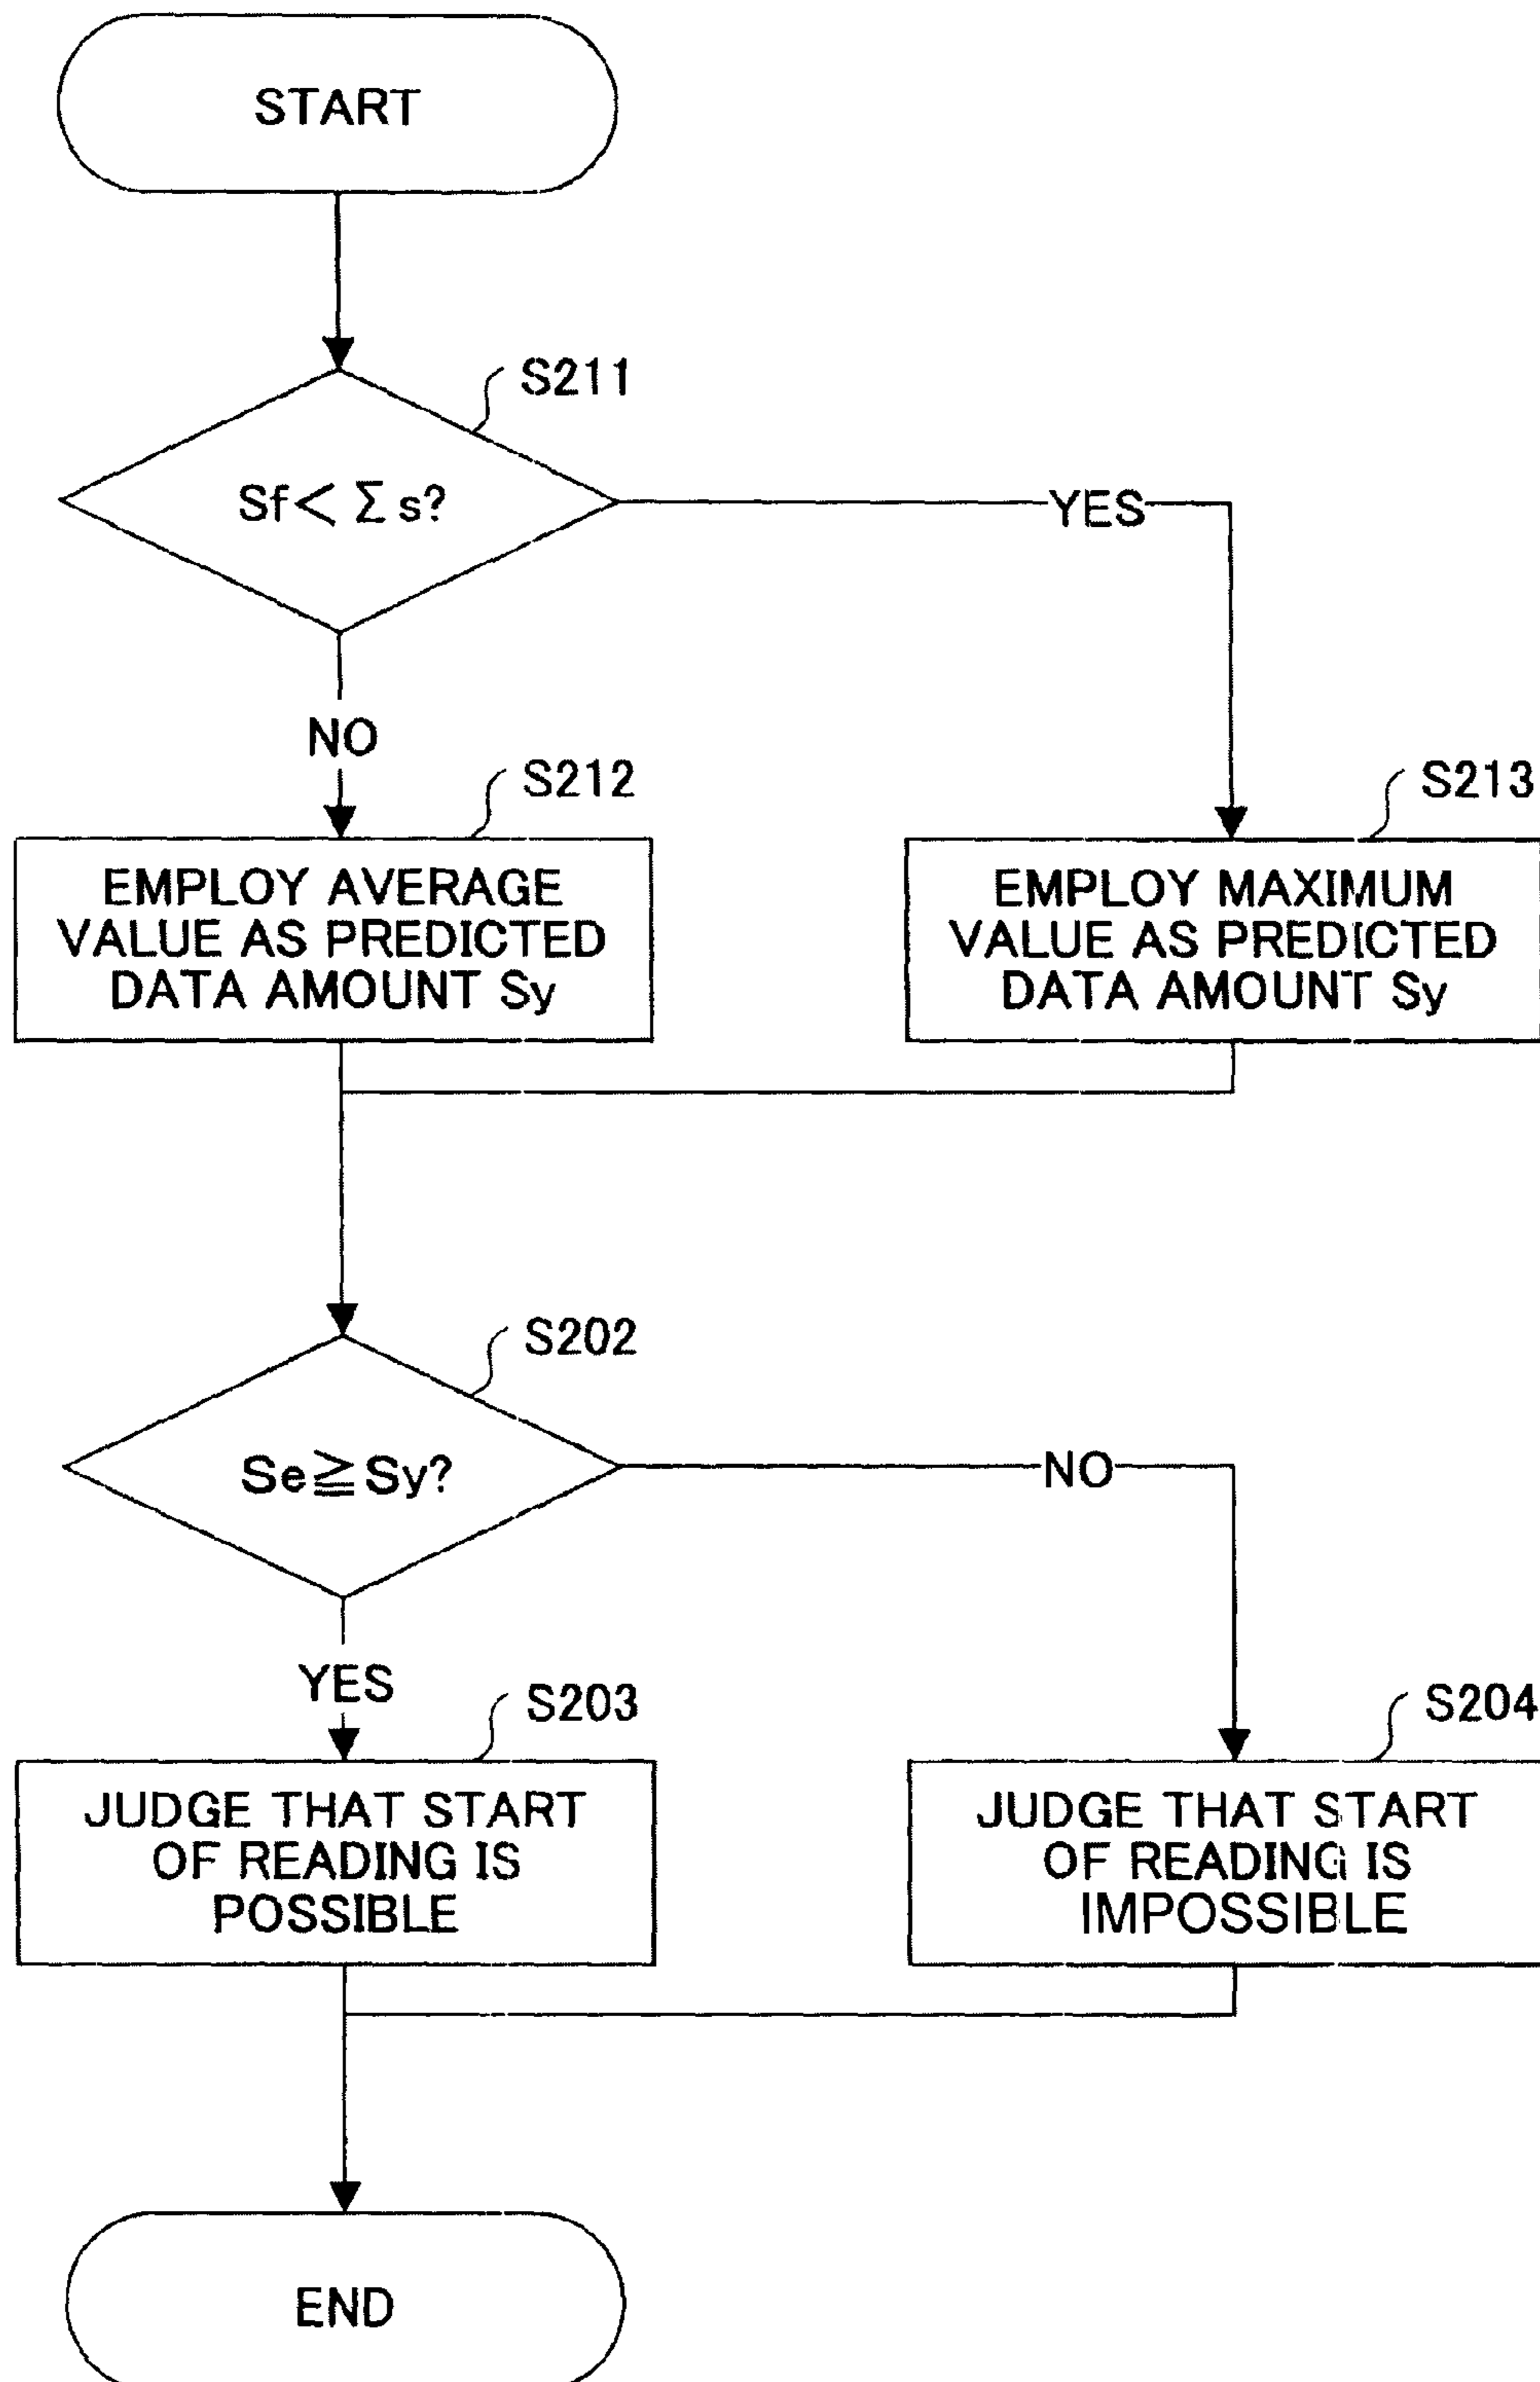 START
S211
Sf< Σs?
YES
NO
S212
S213
EMPLOY AVERAGE
VALUE AS PREDICTED
DATA AMOUNT Sy
EMPLOY MAXIMUM
VALUE AS PREDICTED
DATA AMOUNT Sy
S202
Se≧Sy?
NO
YES
S203
S204
JUDGE THAT START
OF READING IS
POSSIBLE
JUDGE THAT START
OF READING IS
IMPOSSIBLE
END